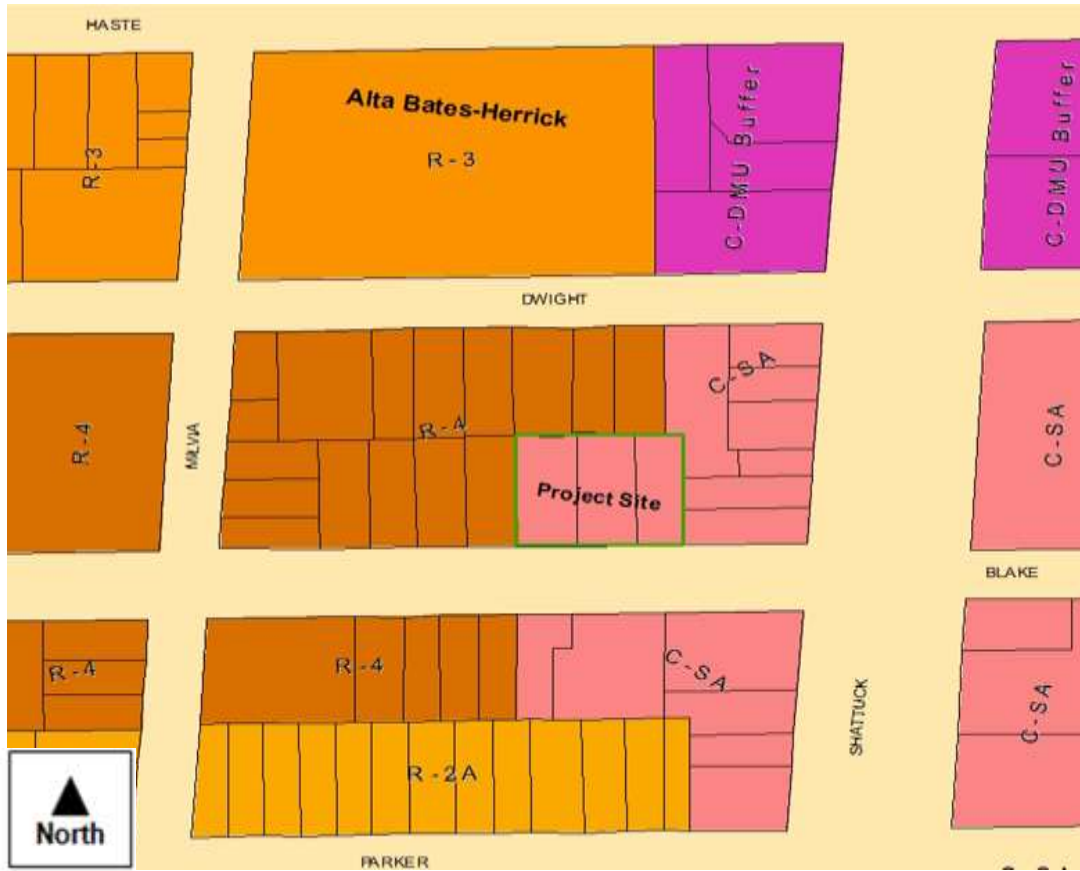 HASTE
Alta Bates-Herrick
R-3
R-3
C-DMU Buffer
C-DMU Buffer
DWIGHT
C-SA
R-4
R-4
MILVIA
C-SA
Project Site
BLAKE
R-4
R-4
C-SA
C-SA
SHATTUCK
R-2A
North
PARKER